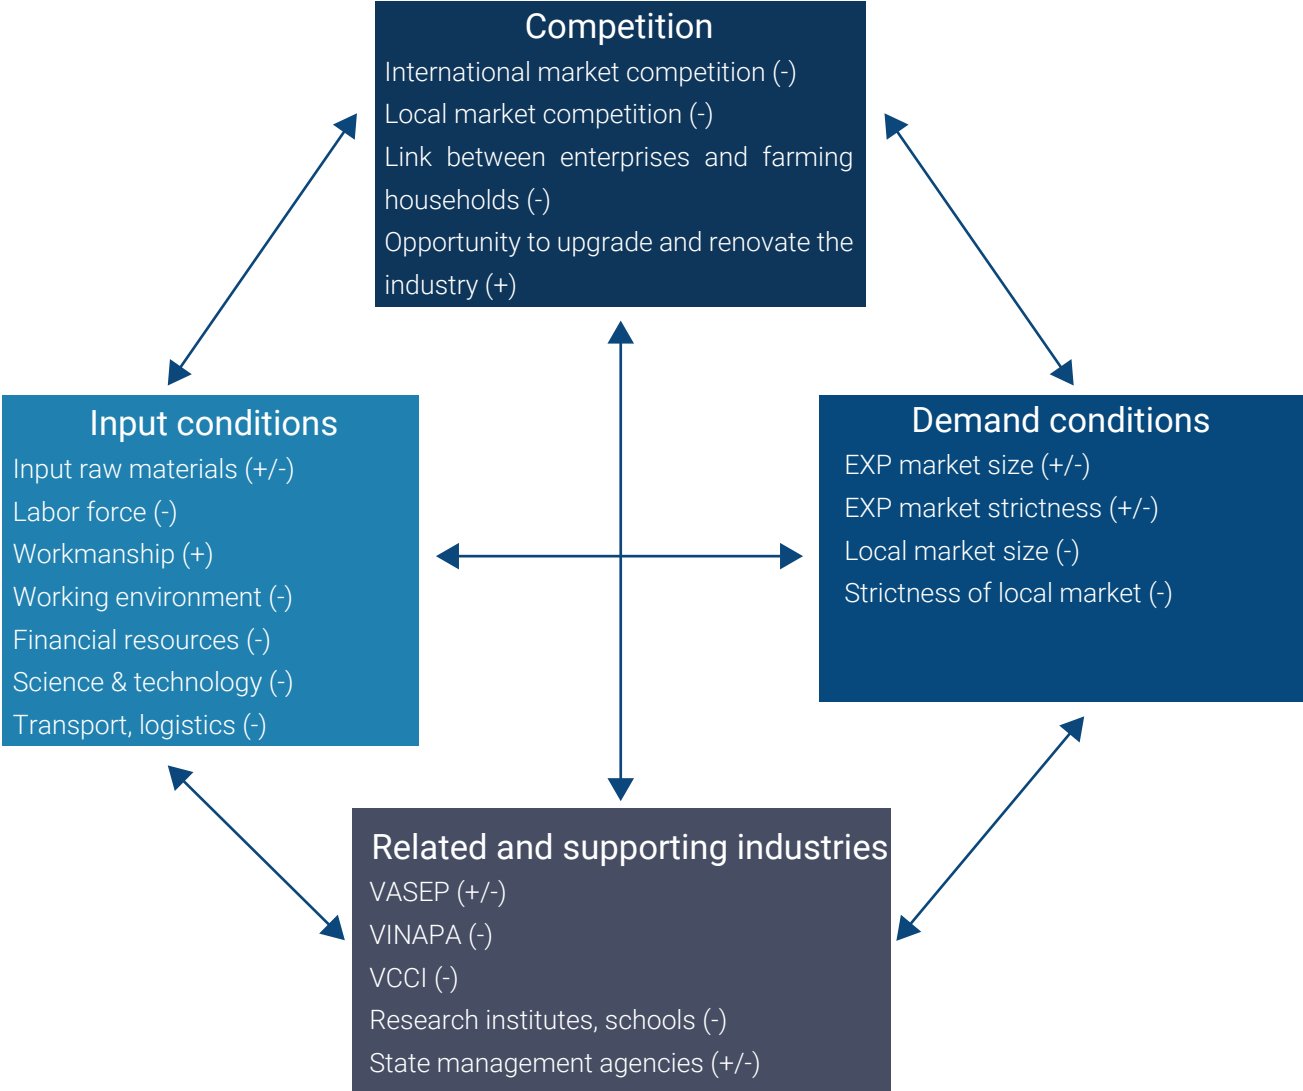 Competition
International market competition (-)
Local market competition (-)
Link between enterprises and farming
households (-)
Opportunity to upgrade and renovate the
industry (+)
Input conditions
Input raw materials (+/-)
Labor force (-)
Workmanship (+)
Working environment (-)
Financial resources (-)
Science & technology (-)
Transport, logistics (-)
Demand conditions
EXP market size (+/-)
EXP market strictness (+/-)
Local market size (-)
Strictness of local market (-)
Related and supporting industries
VASEP (+/-)
VINAPA (-)
VCCI (-)
Research institutes, schools (-)
State management agencies (+/-)